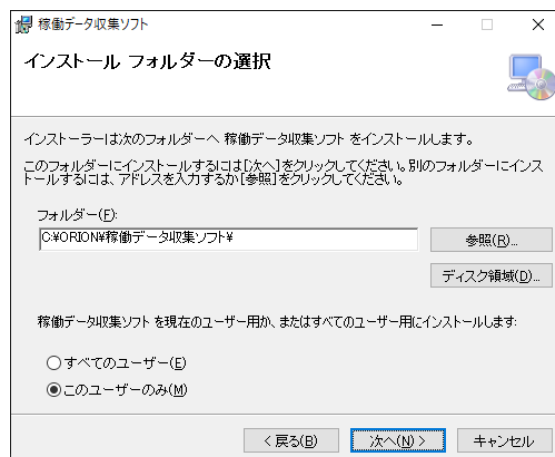 稼働データ収集ソフト
インストール フォルダーの選択
インストーラーは次のフォルダーへ 稼働データ収集ソフト をインストールします。
このフォルダーにインストールするには[次へ]をクリックしてください。別のフォルダーにインス
トールするには、アドレスを入力するか[参照]をクリックしてください。
フォルダー(F):
C:¥ORION¥稼働データ収集ソフト¥
参照(R)...
ディスク領域(D)...
稼働データ収集ソフト を現在のユーザー用か、またはすべてのユーザー用にインストールします:
すべてのユーザー(E)
このユーザーのみ(M)
< 戻る(B)
次へ(N) >
キャンセル